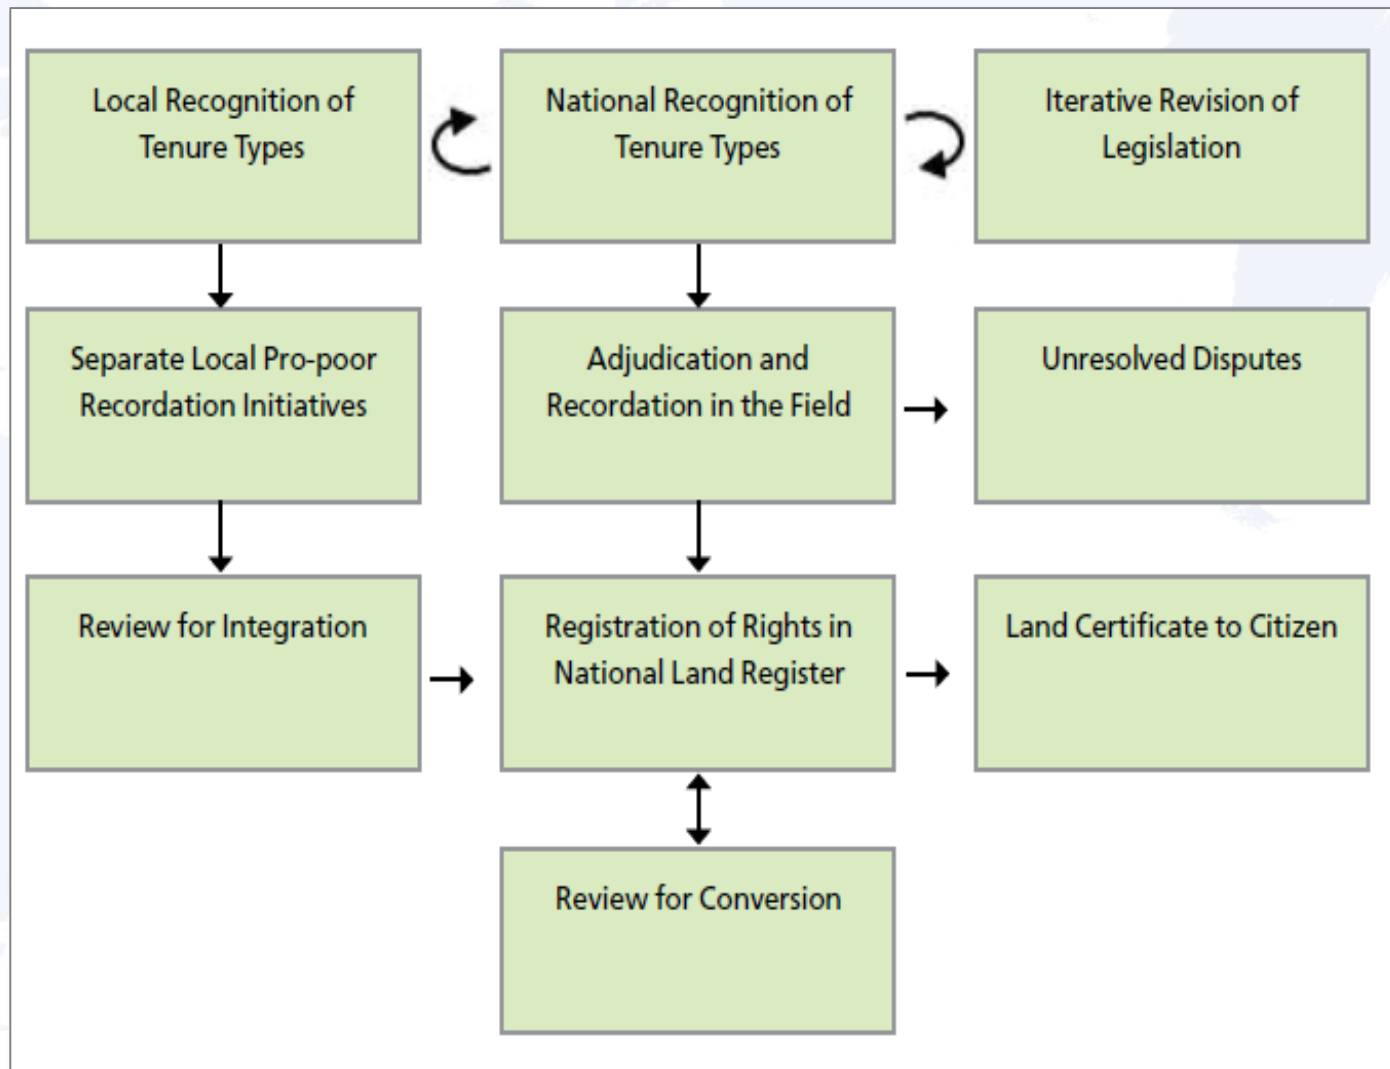 Local Recognition of
Tenure Types
National Recognition of
Tenure Types
Iterative Revision of
Legislation
Separate Local Pro-poor
Recordation Initiatives
Adjudication and
Recordation in the Field
Unresolved Disputes
Review for Integration
Registration of Rights in
National Land Register
Land Certificate to Citizen
Review for Conversion